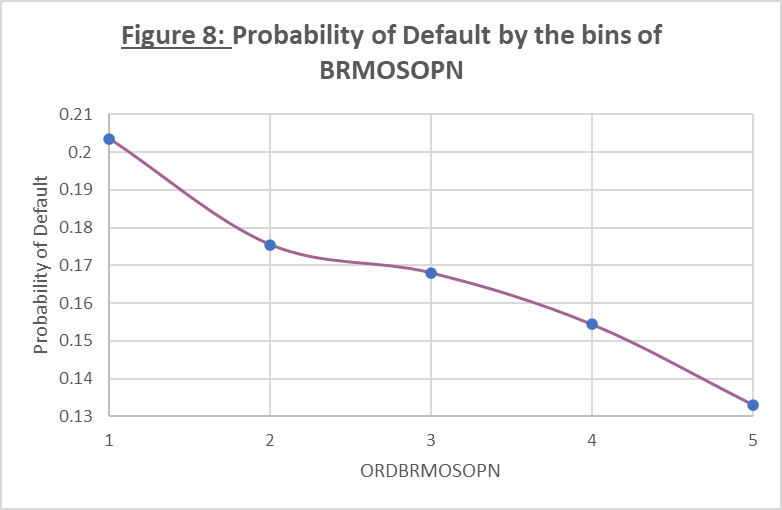 Figure 8: Probability of Default by the bins of
BRMOSOPN
0.21
0.2
0.19
0.18
0.17
0.16
0.15
0.14
0.13
Probability of Default
1 2 3 4 5
ORDBRMOSOPN